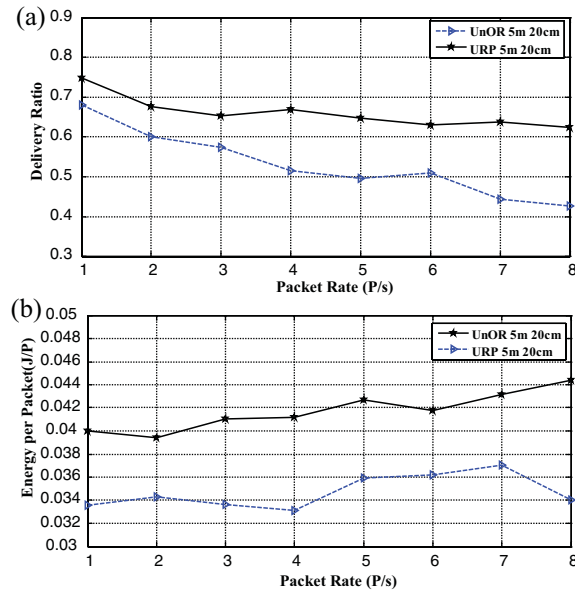 (a)
0.9
0.8
0.7
0.6
0.5
0.4
0.3
Delivery Ratio
UnOR 5m 20cm
URP 5m 20cm
1 2 3 4 5 6 7 8
Packet Rate (P/s)
(b)
0.05
0.048
0.046
0.044
0.042
0.04
0.038
0.036
0.034
0.032
0.03
Energy per Packet(J/P)
UnOR 5m 20cm
URP 5m 20cm
1 2 3 4 5 6 7 8
Packet Rate (P/s)